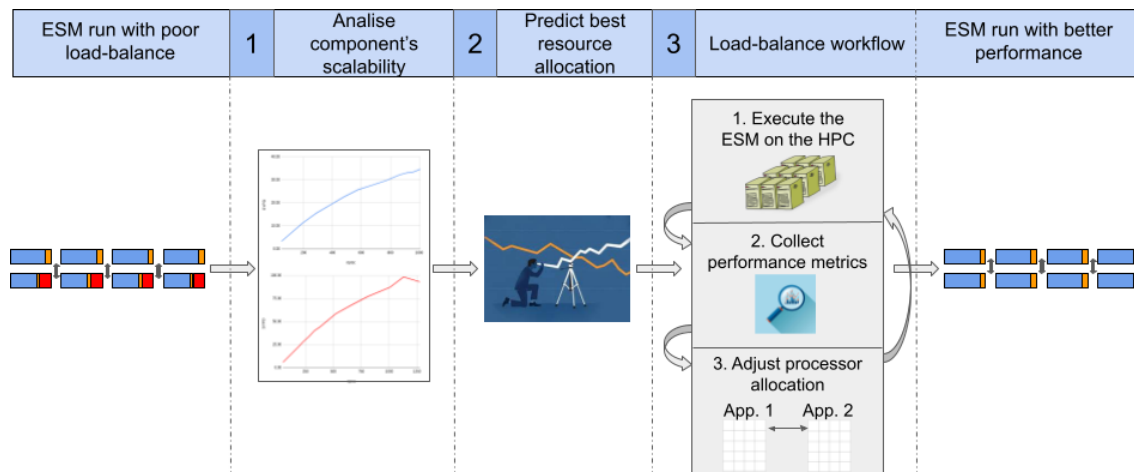 ESM run with poor
load-balance
1
Analise
component's
scalability
2
Predict best
resource
allocation
3
Load-balance workflow
ESM run with better
performance
1. Execute the
ESM on the HPC
2. Collect
performance metrics
3. Adjust processor
allocation
App. 1
App. 2